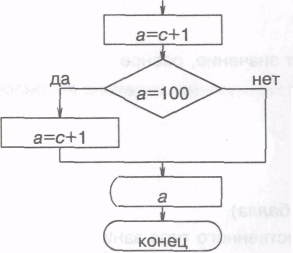 a=c+1
да
нет
a=100
a=c+1
a
конец